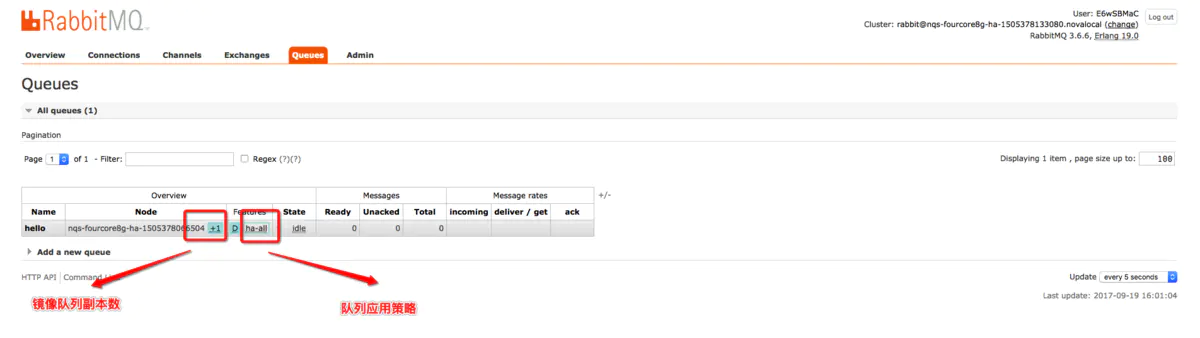 RabbitMQ
User: E6wSBMaC
Log out
Cluster: rabbit@nqs-fourcore8g-ha-1505378133080.novalocal (change)
RabbitMQ 3.6.6, Erlang 19.0
Overview Connections Channels Exchanges Queues Admin
Queues
All queues (1)
Pagination
Page 1 of 1 - Filter: Regex (?)(?)
Displaying 1 item , page size up to: 100
Overview Messages Message rates +/-
Name Node Features State Ready Unacked Total incoming deliver / get ack
hello nqs-fourcore8g-ha-1505378066504 +1 D ha-all idle 0 0 0
Add a new queue
HTTP API Command
Update every 5 seconds
Last update: 2017-09-19 16:01:04
镜像队列副本数
队列应用策略